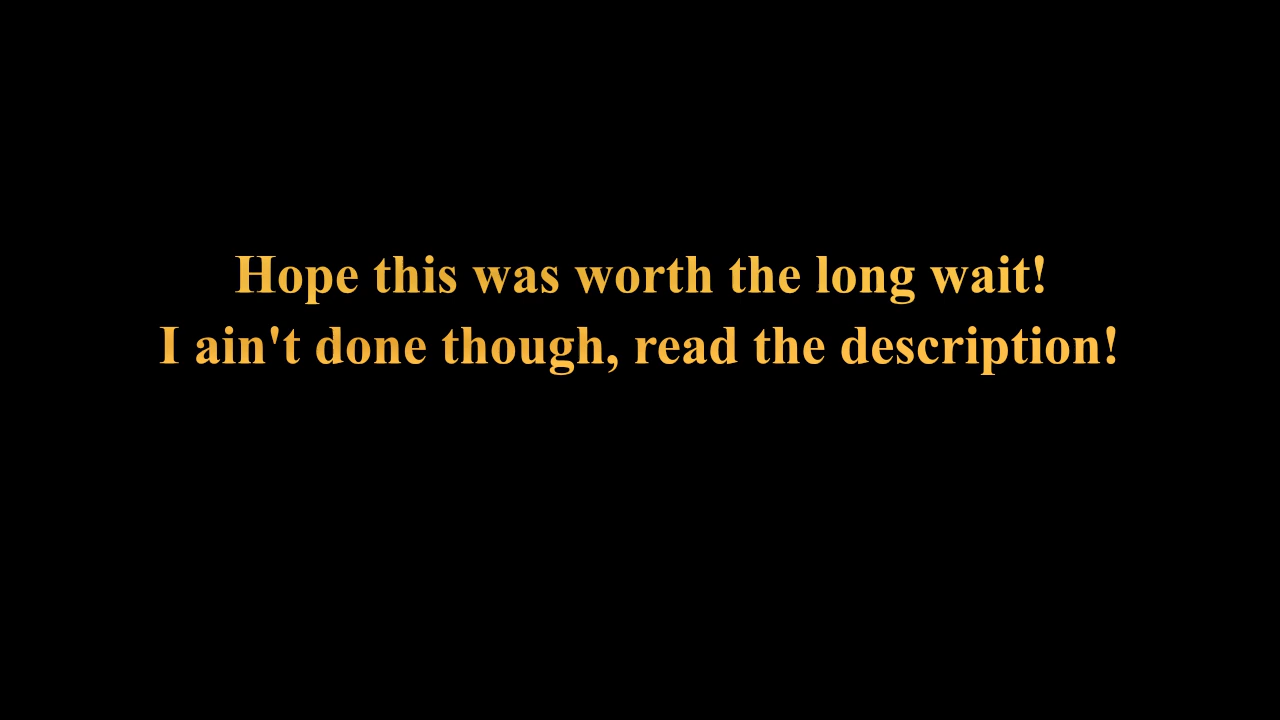 Hope this was worth the long wait!
I ain't done though, read the description!